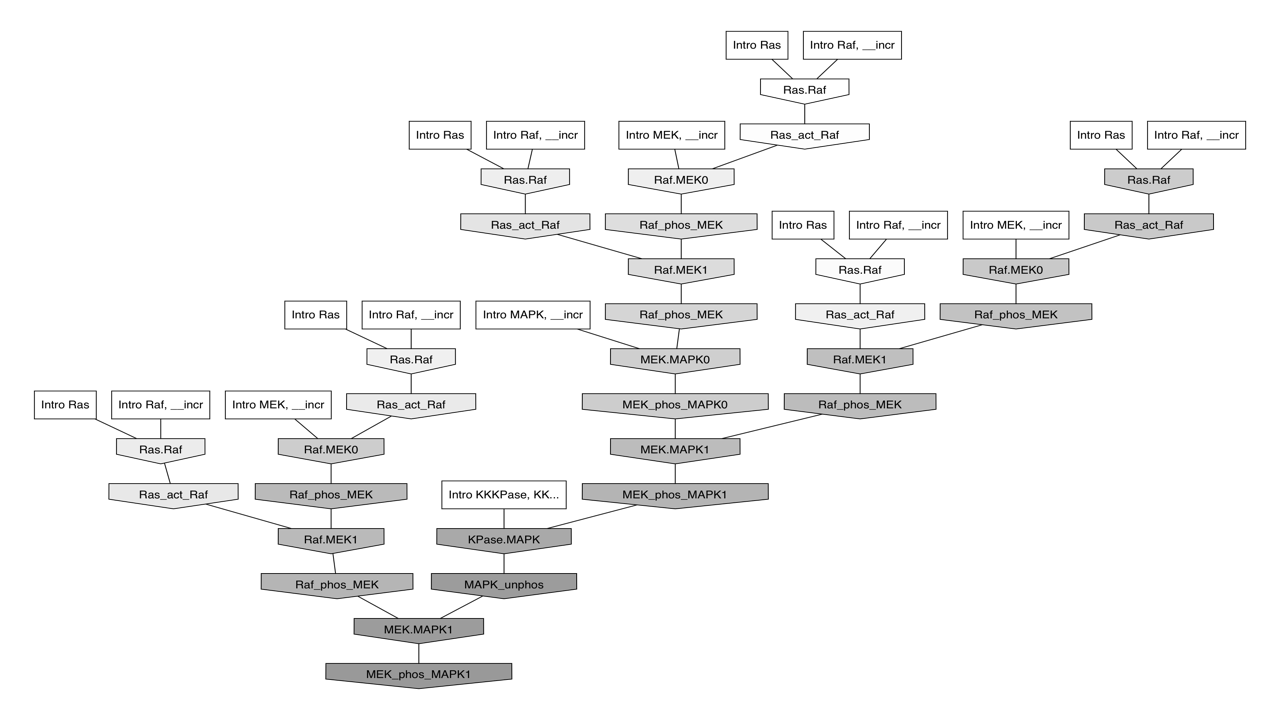 Intro Ras
Intro Raf, __incr
Ras.Raf
Intro Ras
Intro Raf, __incr
Intro MEK, __incr
Ras_act_Raf
Intro Ras
Intro Raf, __incr
Ras.Raf
Raf.MEK0
Ras.Raf
Ras_act_Raf
Raf_phos_MEK
Intro Ras
Intro Raf, __incr
Intro MEK, __incr
Ras_act_Raf
Raf.MEK1
Ras.Raf
Raf.MEK0
Intro Ras
Intro Raf, __incr
Intro MAPK, __incr
Raf_phos_MEK
Ras_act_Raf
Raf_phos_MEK
Ras.Raf
MEK.MAPK0
Raf.MEK1
Intro Ras
Intro Raf, __incr
Intro MEK, __incr
Ras_act_Raf
MEK_phos_MAPK0
Raf_phos_MEK
Ras.Raf
Raf.MEK0
MEK.MAPK1
Ras_act_Raf
Raf_phos_MEK
Intro KKKPase, KK...
MEK_phos_MAPK1
Raf.MEK1
KPase.MAPK
Raf_phos_MEK
MAPK_unphos
MEK.MAPK1
MEK_phos_MAPK1